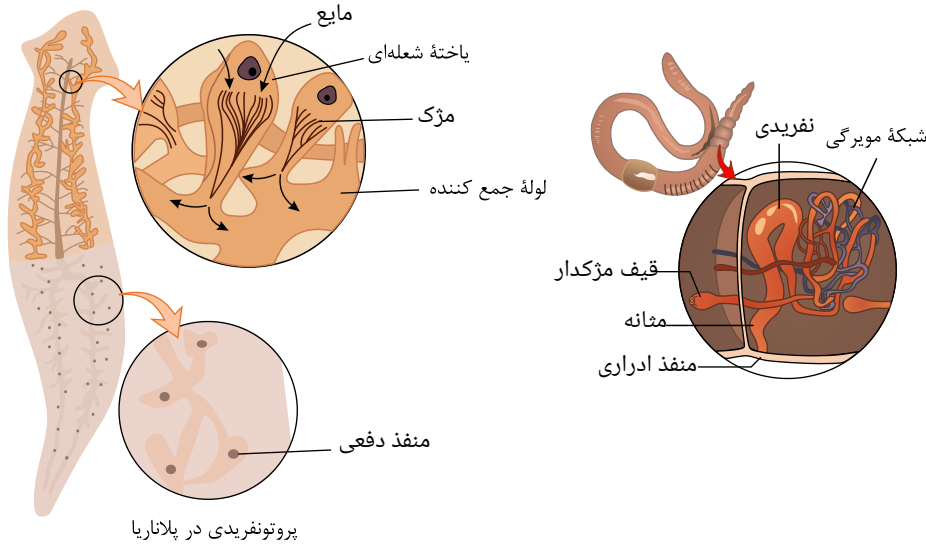 مایع
یاختهٔ شعله‌ای
مژک
لولهٔ جمع کننده
منفذ دفعی
پروتونفریدی در پلاناریا
نفریدی
شبکهٔ مویرگی
قیف مژکدار
مثانه
منفذ ادراری